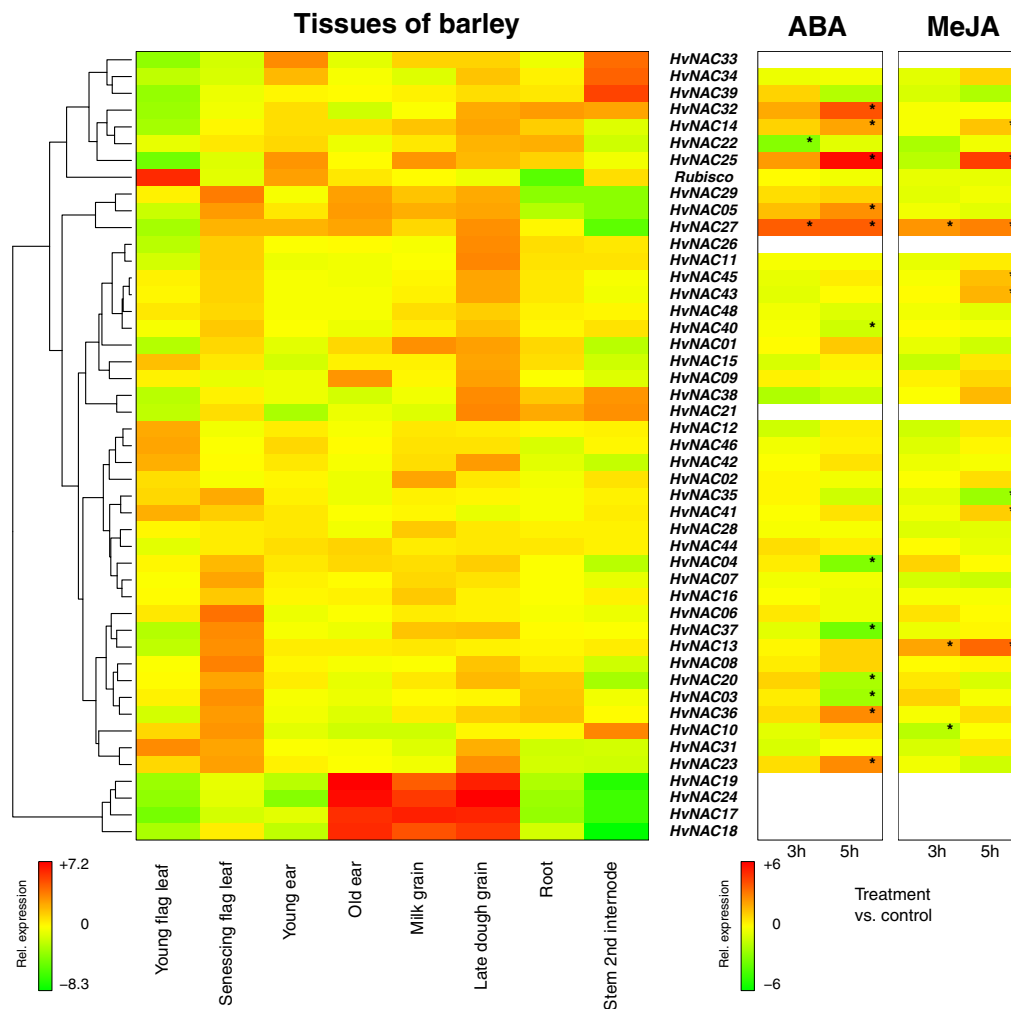 Tissues of barley
ABA
MeJA
HvNAC33
HvNAC34
HvNAC39
HvNAC32
*
HvNAC14
* *
HvNAC22
*
HvNAC25
* *
Rubisco
HvNAC29
HvNAC05
*
HvNAC27
* * * *
HvNAC26
HvNAC11
HvNAC45
*
HvNAC43
*
HvNAC48
HvNAC40
*
HvNAC01
HvNAC15
HvNAC09
HvNAC38
HvNAC21
HvNAC12
HvNAC46
HvNAC42
HvNAC02
HvNAC35
*
HvNAC41
*
HvNAC28
HvNAC44
HvNAC04
*
HvNAC07
HvNAC16
HvNAC06
HvNAC37
*
HvNAC13
* *
HvNAC08
HvNAC20
*
HvNAC03
*
HvNAC36
*
HvNAC10
*
HvNAC31
HvNAC23
*
HvNAC19
HvNAC24
HvNAC17
HvNAC18
3h 5h 3h 5h
Rel. expression
+7.2
0
−8.3
Young flag leaf
Senescing flag leaf
Young ear
Old ear
Milk grain
Late dough grain
Root
Stem 2nd internode
Rel. expression
+6
0
−6
Treatment
vs. control